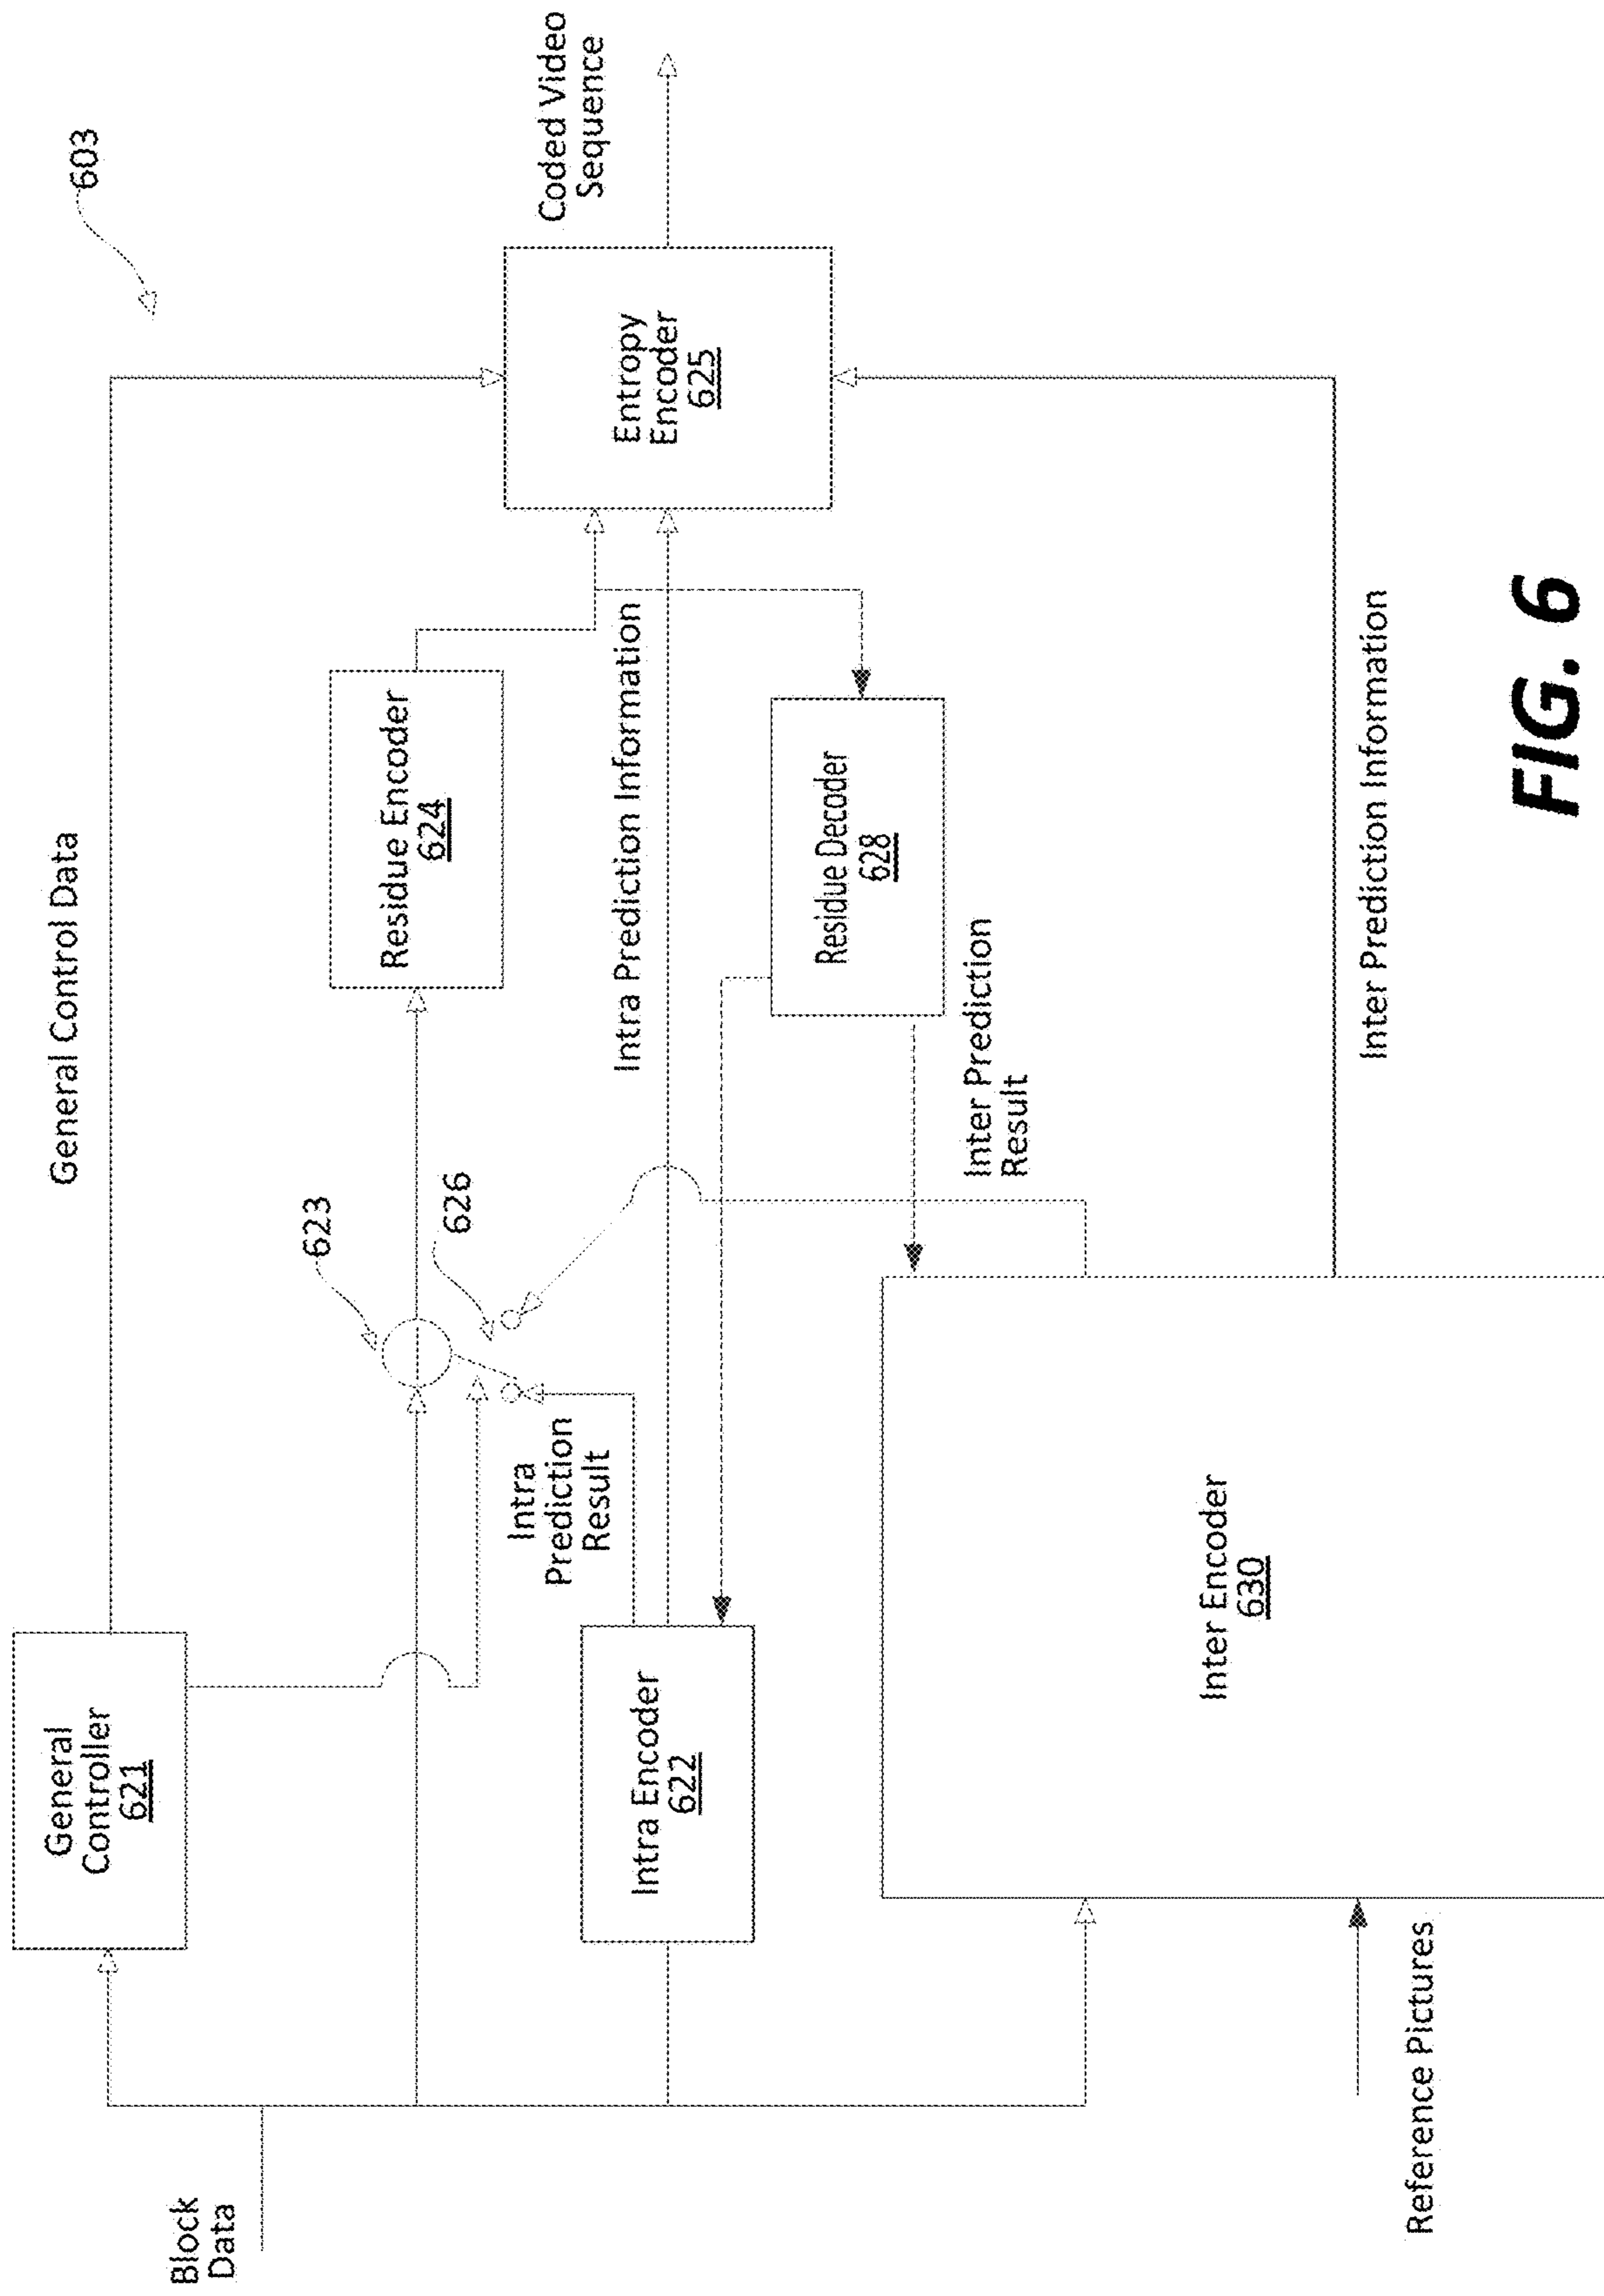 603
General Control Data
Coded Video
Sequence
General
Controller
621
Block
Data
623
626
Residue Encoder
624
Entropy
Encoder
625
Intra
Prediction
Result
Intra Prediction Information
Intra Encoder
622
Residue Decoder
628
Inter Prediction
Result
Inter Encoder
630
Inter Prediction Information
Reference Pictures
FIG. 6